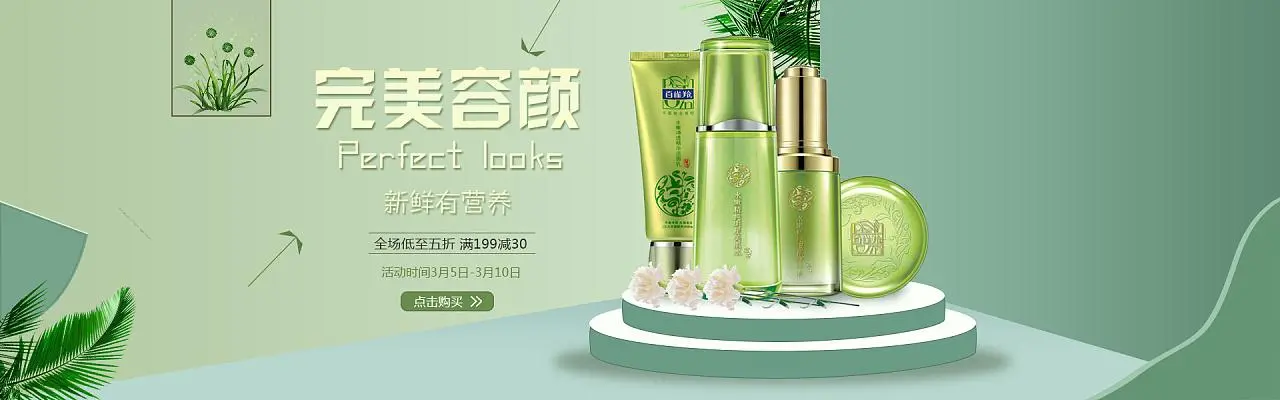 完美容颜
Perfect looks
新鲜有营养
全场低至五折 满199减30
活动时间3月5日-3月10日
点击购买
百雀羚